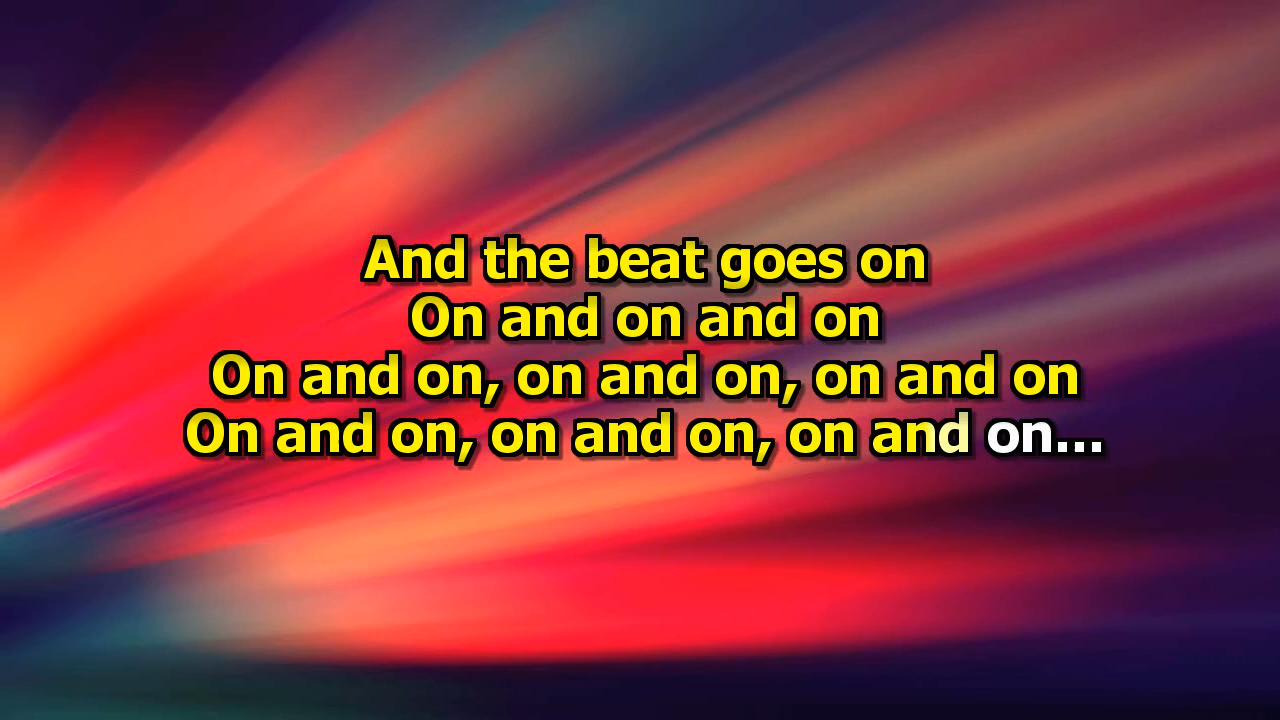 And the beat goes on
On and on and on
On and on, on and on, on and on
On and on, on and on, on and on...